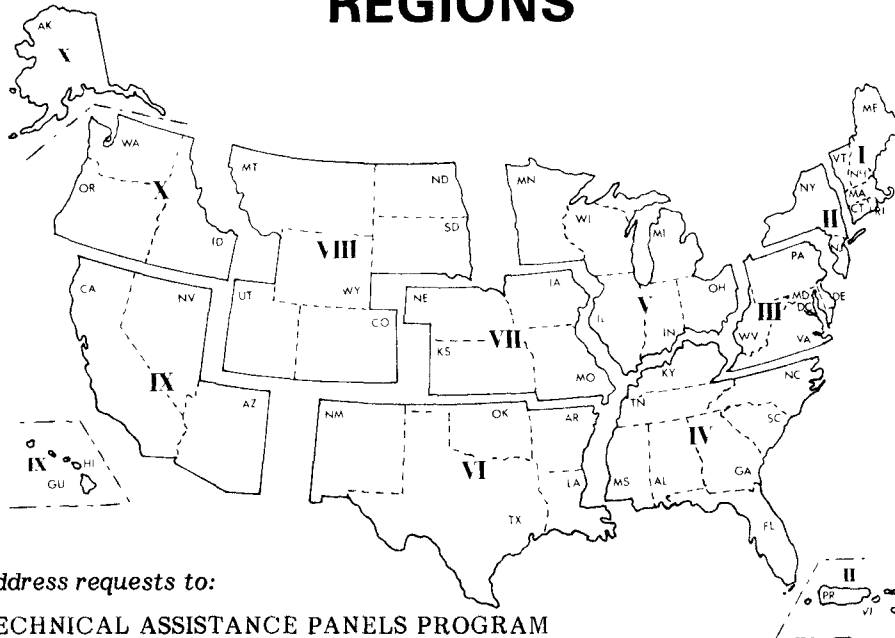 REGIONS
AK
X
WA
OR
X
ID
MT
ND
SD
VIII
WY
MN
WI
MI
ME
VT
I
NH
MA
CT
RI
NY
II
NJ
PA
CA
NV
UT
CO
NE
IA
IL
V
IN
OH
MD
DC
DE
III
WV
VA
KS
VII
MO
KY
IX
AZ
NM
OK
AR
TN
NC
SC
IV
IX
HI
GU
VI
LA
MS
AL
GA
TX
FL
ddress requests to:
II
PR
VI
ECHNICAL ASSISTANCE PANELS PROGRAM